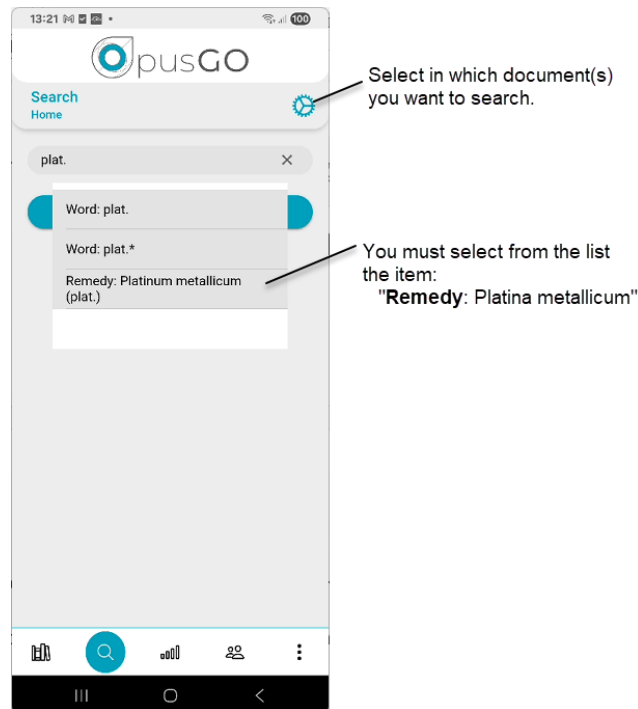 13:21
100
OpusGO
Search
Home
plat.
Word: plat.
Word: plat.*
Remedy: Platinum metallicum
(plat.)
Select in which document(s)
you want to search.
You must select from the list
the item:
"Remedy: Platina metallicum"